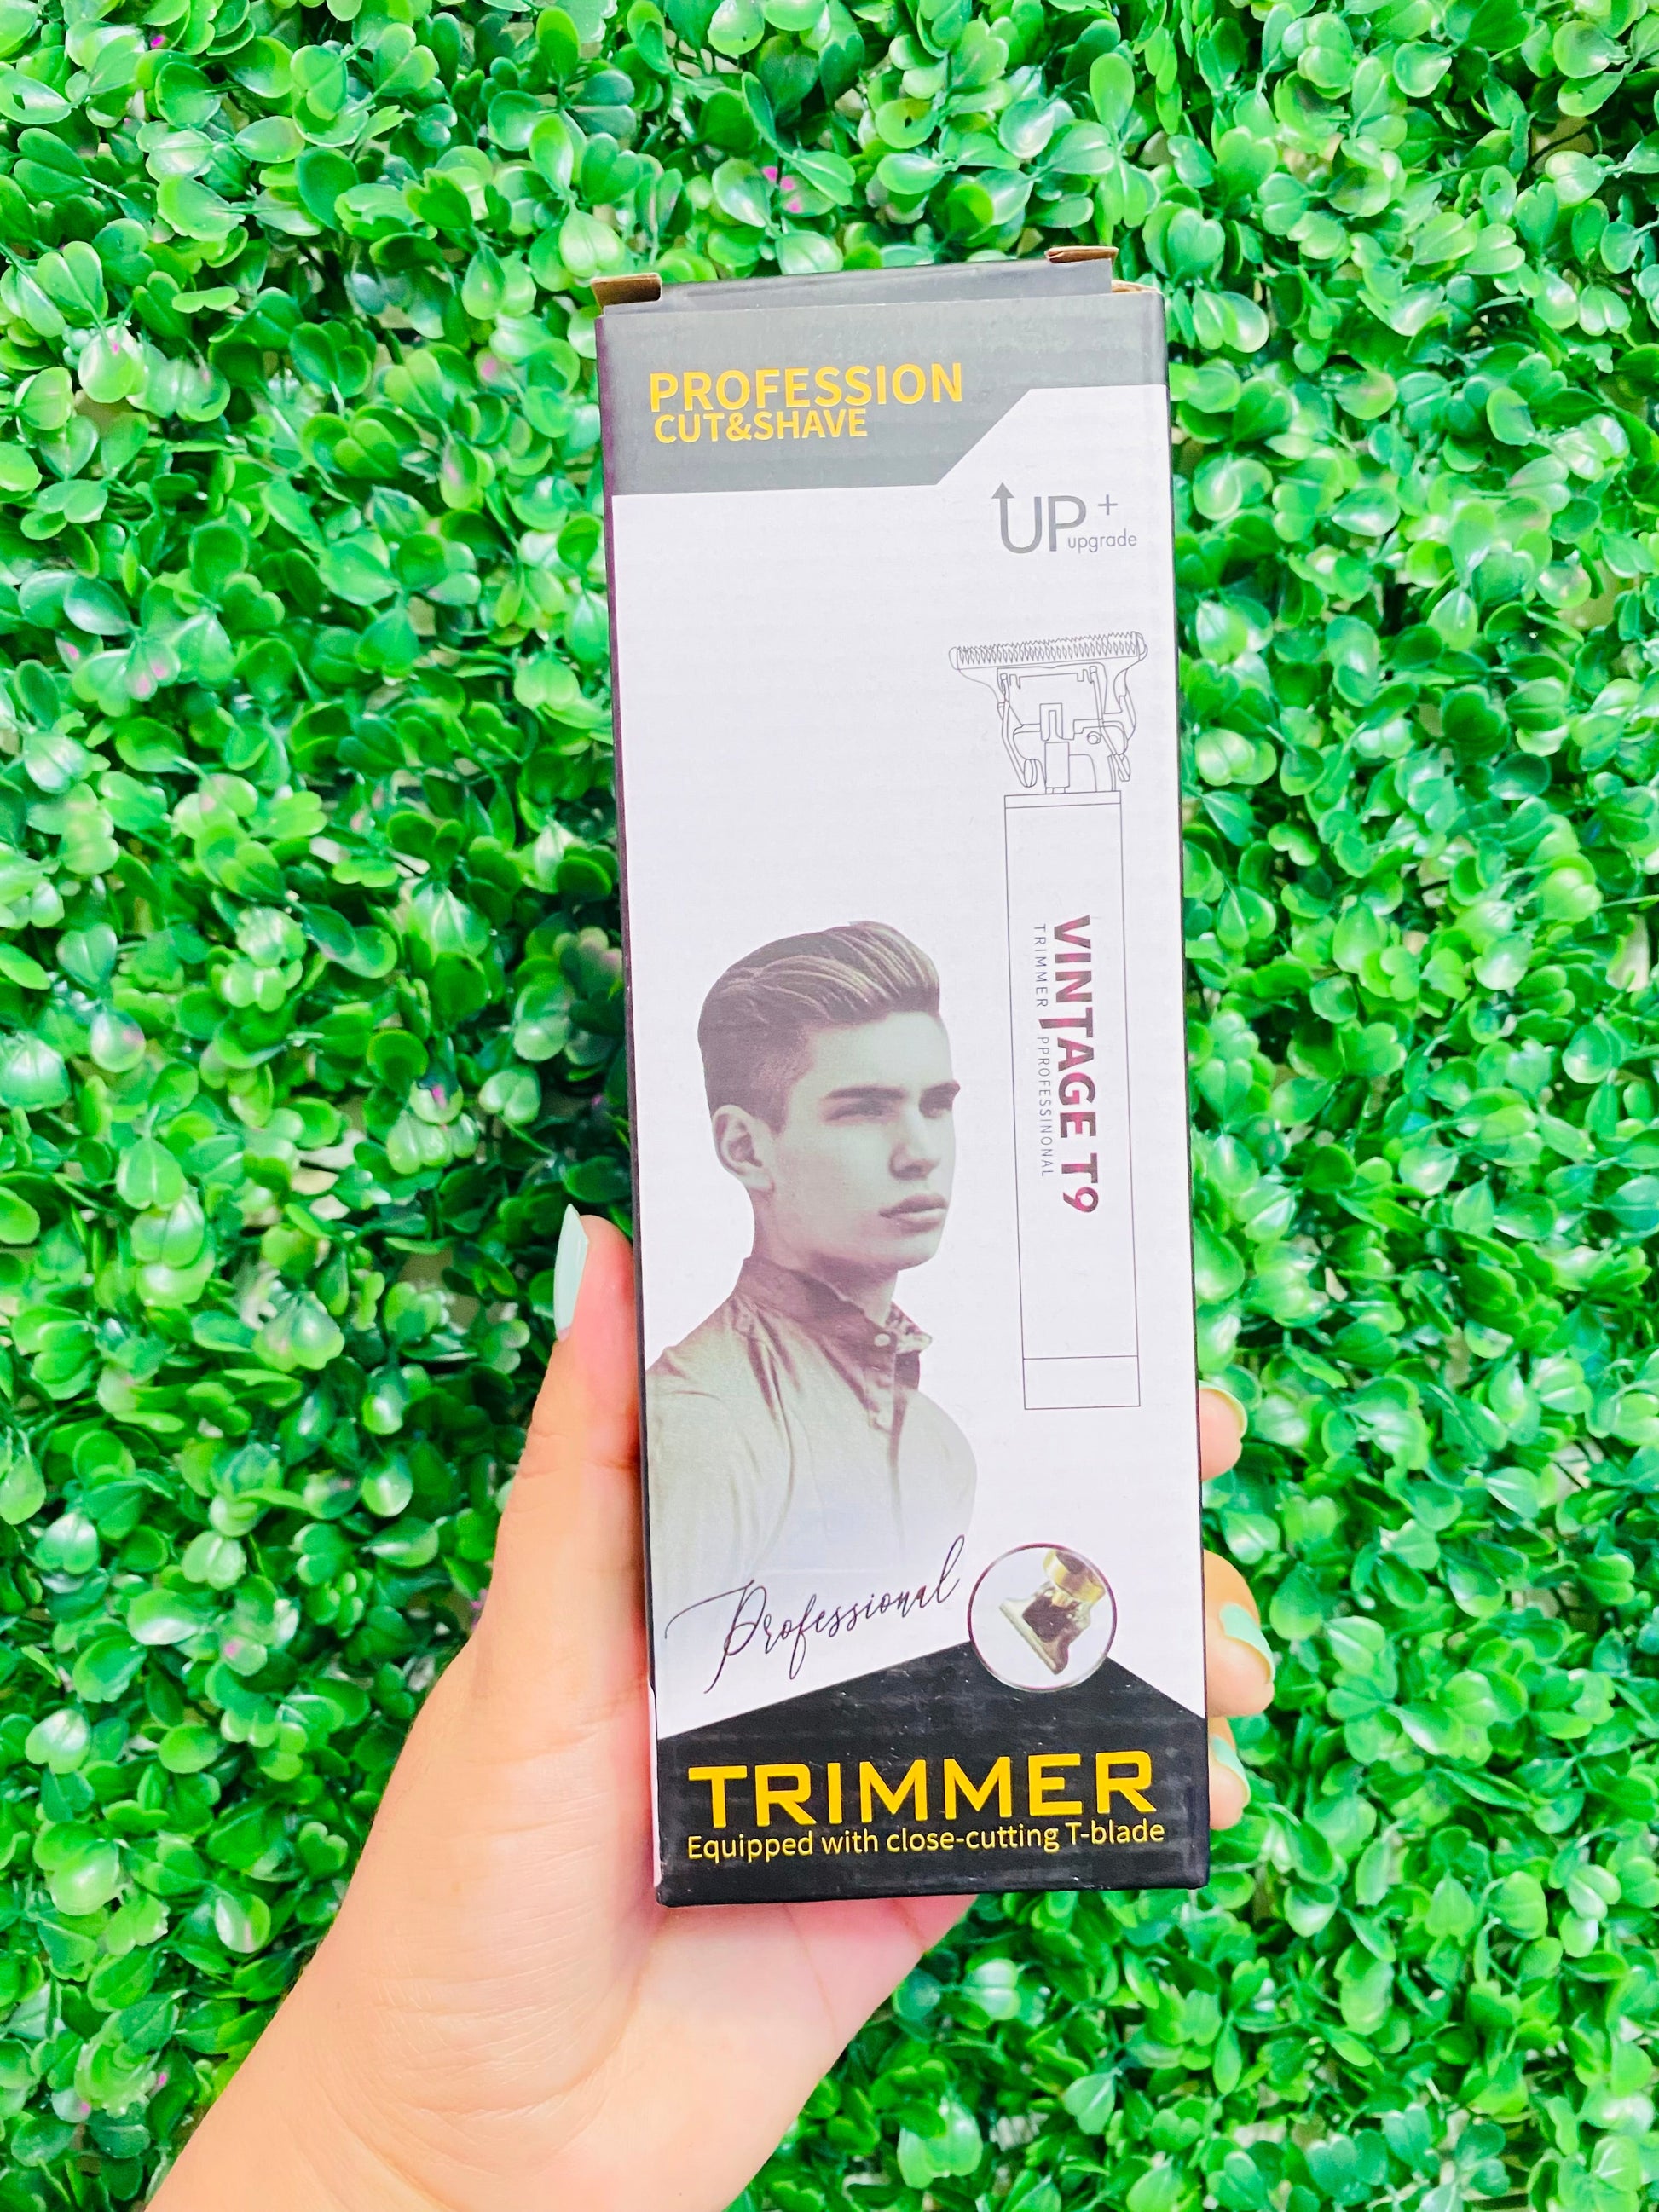 PROFESSION
CUT&SHAVE
UP+
upgrade
VINTAGE T9
TRIMMER PPROFESSINONAL
Professional
TRIMMER
Equipped with close-cutting T-blade